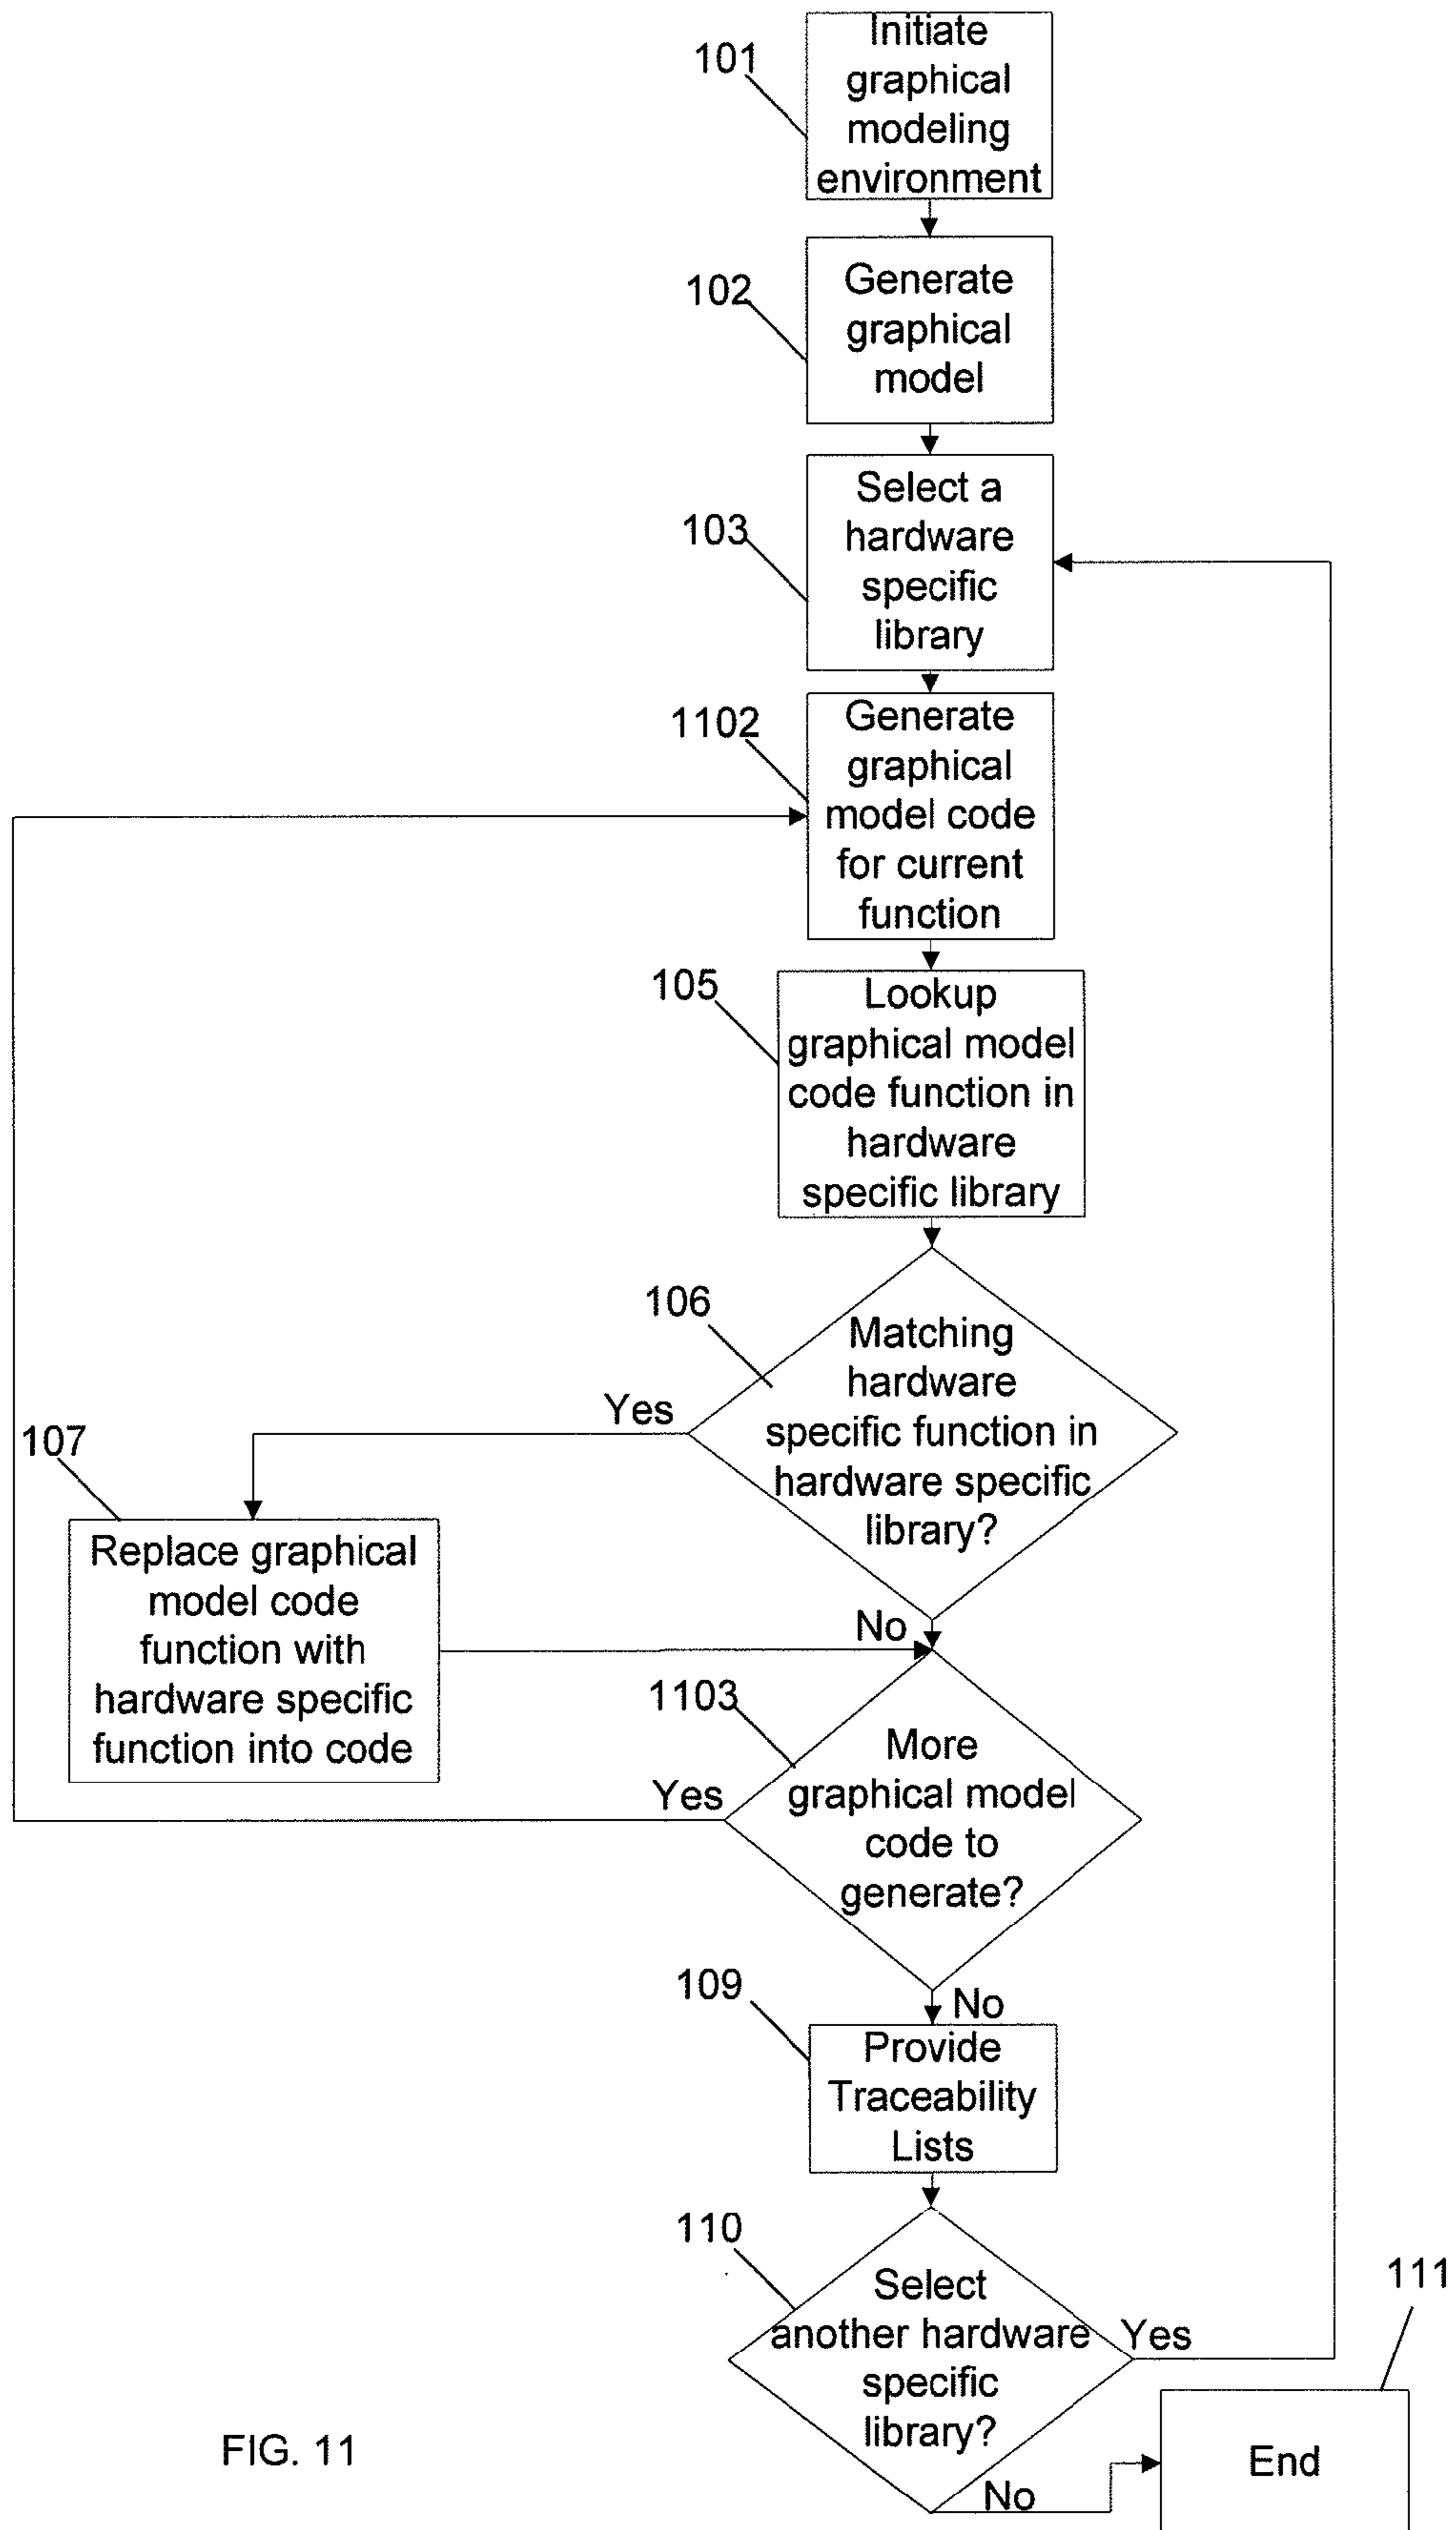 Initiate
graphical
modeling
environment
101
Generate
graphical
model
102
Select a
hardware
specific
library
103
Generate
graphical
model code
for current
function
1102
Lookup
graphical model
code function in
hardware
specific library
105
Matching
hardware
specific function in
hardware specific
library?
106
Yes
107
Replace graphical
model code
function with
hardware specific
function into code
No
1103
More
graphical model
code to
generate?
Yes
No
109
Provide
Traceability
Lists
110
Select
another hardware
specific
library?
Yes
111
End
No
FIG. 11